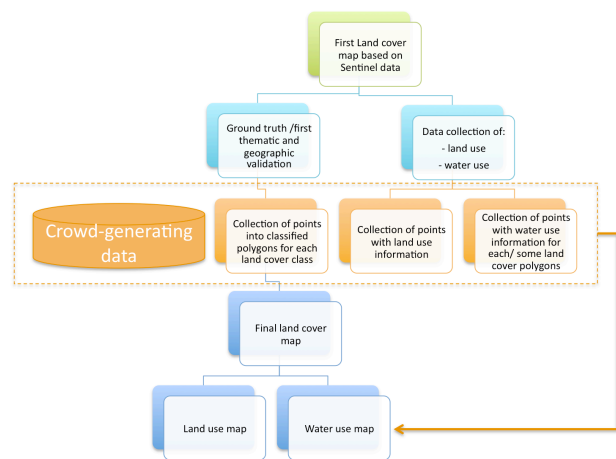 First Land cover
map based on
Sentinel data
Ground truth /first
thematic and
geographic
validation
Data collection of:
- land use
- water use
Crowd-generating
data
Collection of points
into classified
polygons for each
land cover class
Collection of points
with land use
information
Collection of points
with water use
information for
each/ some land
cover polygons
Final land cover
map
Land use map
Water use map